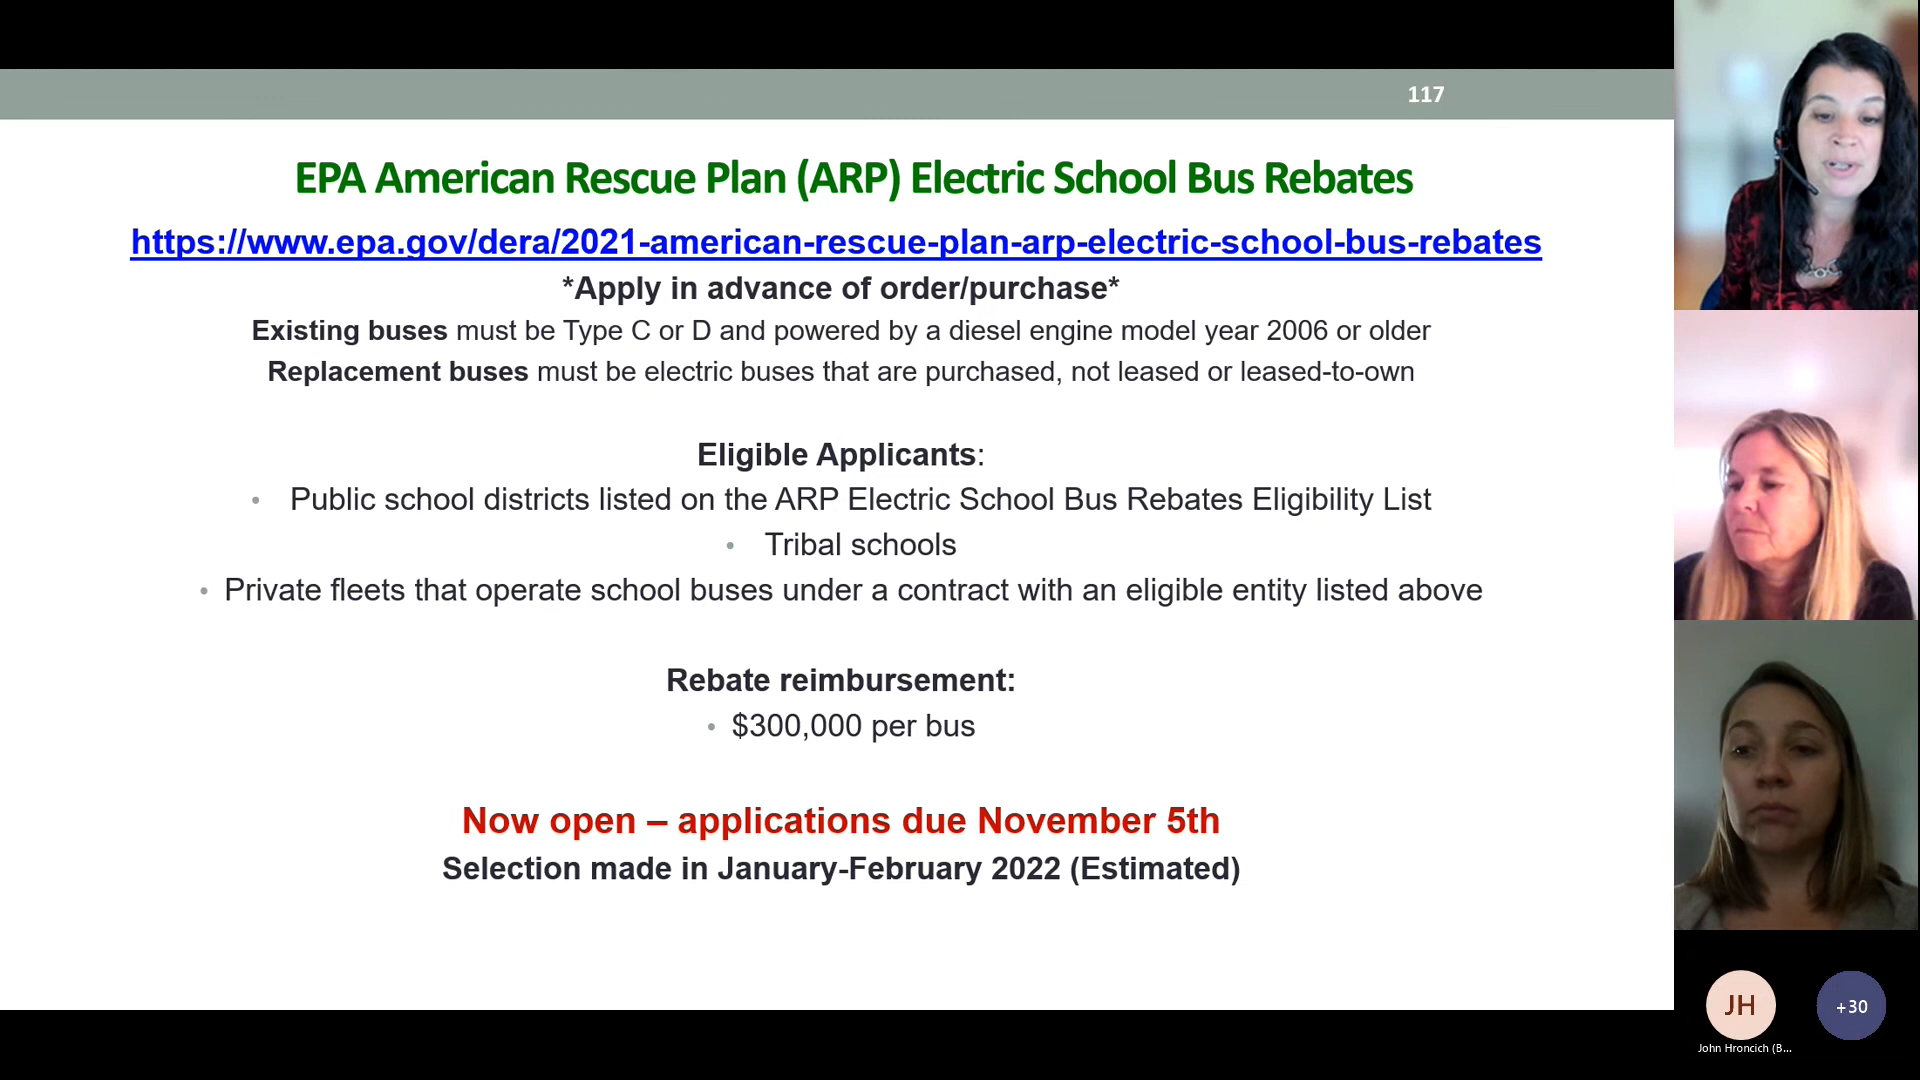 117
EPA American Rescue Plan (ARP) Electric School Bus Rebates
https://www.epa.gov/dera/2021-american-rescue-plan-arp-electric-school-bus-rebates
*Apply in advance of order/purchase*
Existing buses must be Type C or D and powered by a diesel engine model year 2006 or older
Replacement buses must be electric buses that are purchased, not leased or leased-to-own
Eligible Applicants:
• Public school districts listed on the ARP Electric School Bus Rebates Eligibility List
• Tribal schools
• Private fleets that operate school buses under a contract with an eligible entity listed above
Rebate reimbursement:
• $300,000 per bus
Now open – applications due November 5th
Selection made in January-February 2022 (Estimated)
JH
+30
John Hroncich (B...